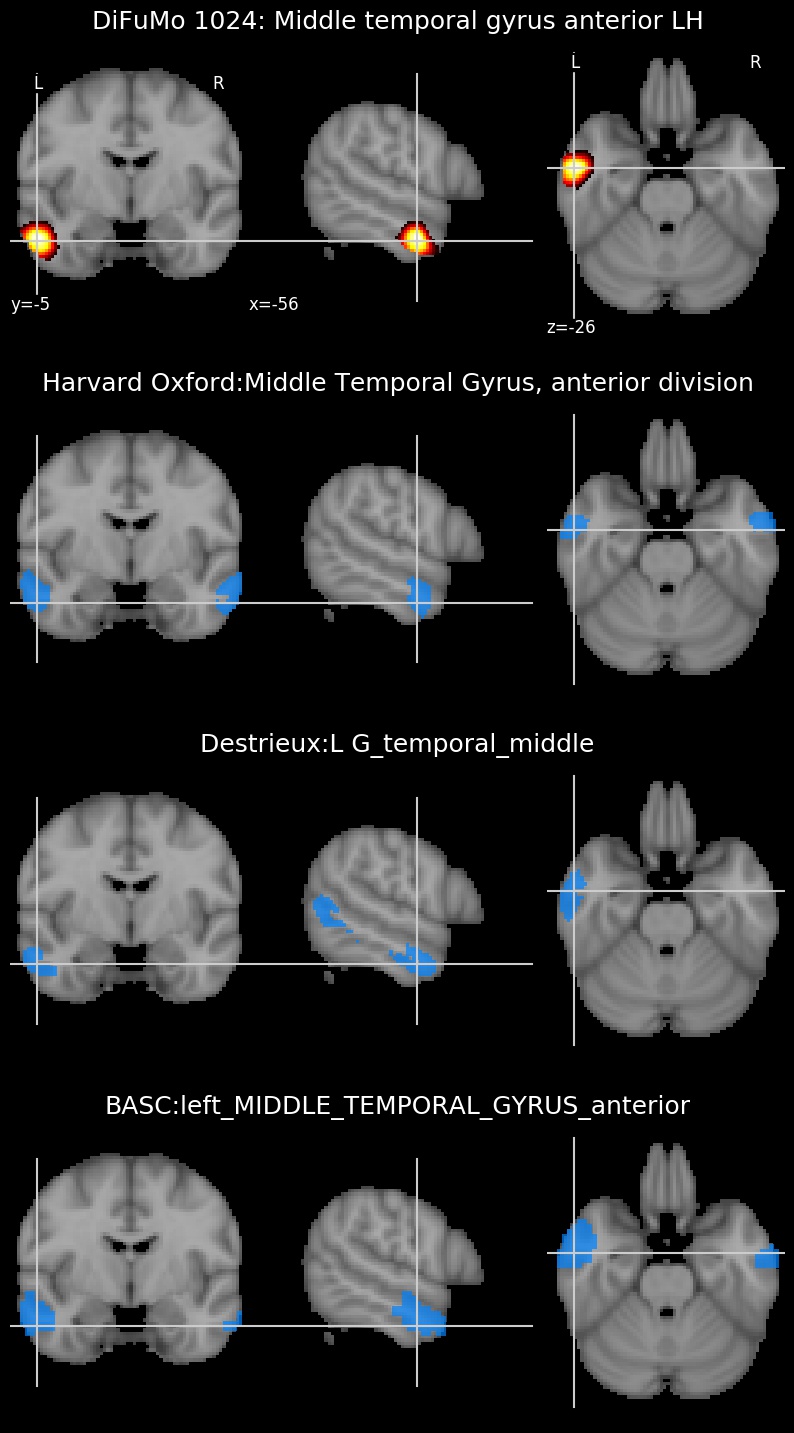 DiFuMo 1024: Middle temporal gyrus anterior LH
L R L R
y=-5 x=-56
z=-26
Harvard Oxford:Middle Temporal Gyrus, anterior division
Destrieux:L G_temporal_middle
BASC:left_MIDDLE_TEMPORAL_GYRUS_anterior